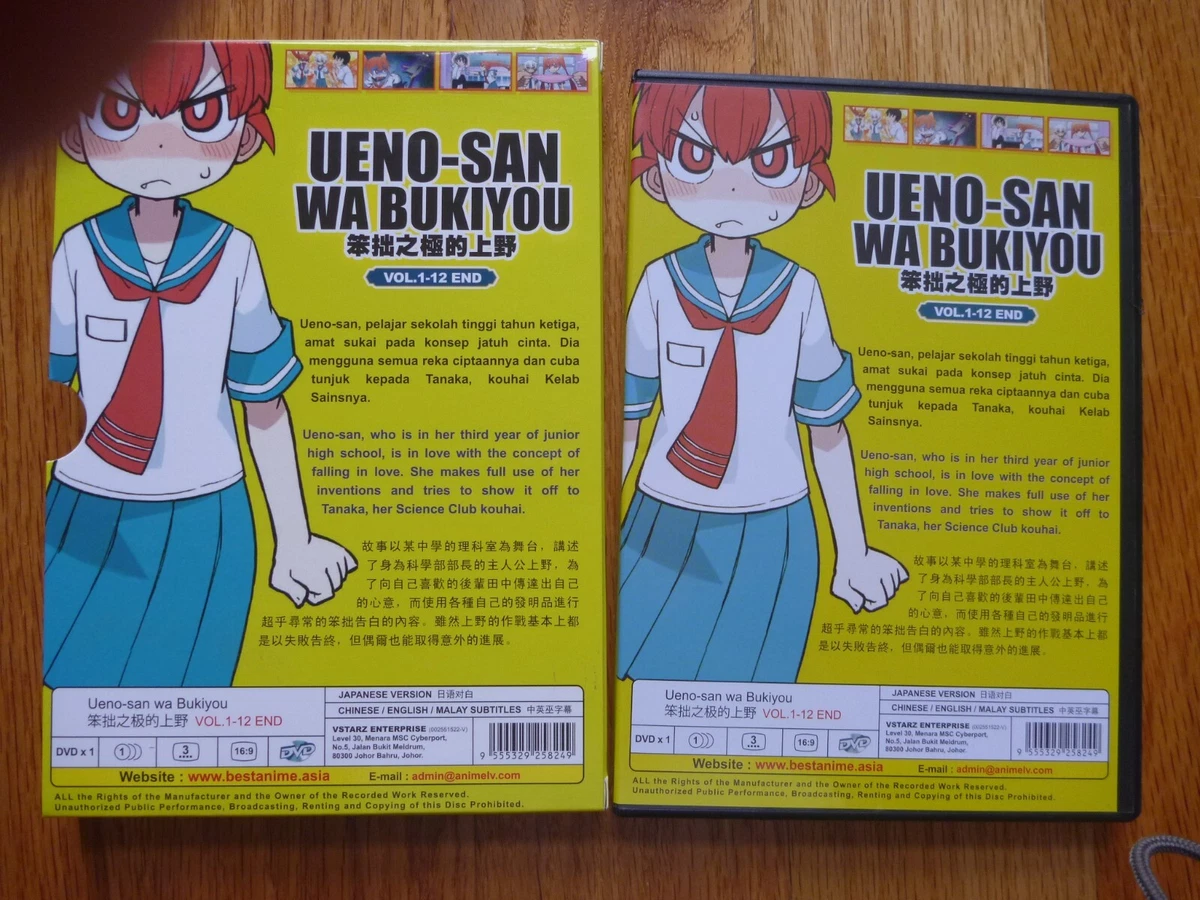 UENO-SAN
WA BUKIYOU
笨拙之極的上野
VOL.1-12 END
Ueno-san, pelajar sekolah tinggi tahun ketiga,
amat sukai pada konsep jatuh cinta. Dia
mengguna semua reka ciptaannya dan cuba
tunjuk kepada Tanaka, kouhai Kelab
Sainsnya.
Ueno-san, who is in her third year of junior
high school, is in love with the concept of
falling in love. She makes full use of her
inventions and tries to show it off to
Tanaka, her Science Club kouhai.
故事以某中學的理科室為舞台，講述
了身為科學部部長的主人公上野，為
了向自己喜歡的後輩田中傳達出自己
的心意，而使用各種自己的發明品進行
超乎尋常的笨拙告白的內容。雖然上野的作戰基本上都
是以失敗告終，但偶爾也能取得意外的進展。
Ueno-san wa Bukiyou
笨拙之极的上野 VOL.1-12 END
DVD x 1
1
3
16:9
DVD
JAPANESE VERSION 日语对白
CHINESE / ENGLISH / MALAY SUBTITLES 中英巫字幕
VSTARZ ENTERPRISE (002551522-V)
Level 30, Menara MSC Cyberport,
No.5, Jalan Bukit Meldrum,
80300 Johor Bahru, Johor.
9 555329 258249
Website : www.bestanime.asia E-mail : admin@animelv.com
ALL the Rights of the Manufacturer and the Owner of the Recorded Work Reserved.
Unauthorized Public Performance, Broadcasting, Renting and Copying of this Disc Prohibited.
UENO-SAN
WA BUKIYOU
笨拙之極的上野
VOL.1-12 END
Ueno-san, pelajar sekolah tinggi tahun ketiga,
amat sukai pada konsep jatuh cinta. Dia
mengguna semua reka ciptaannya dan cuba
tunjuk kepada Tanaka, kouhai Kelab
Sainsnya.
Ueno-san, who is in her third year of junior
high school, is in love with the concept of
falling in love. She makes full use of her
inventions and tries to show it off to
Tanaka, her Science Club kouhai.
故事以某中學的理科室為舞台，講述
了身為科學部部長的主人公上野，為
了向自己喜歡的後輩田中傳達出自己
的心意，而使用各種自己的發明品進行
超乎尋常的笨拙告白的內容。雖然上野的作戰基本上都
是以失敗告終，但偶爾也能取得意外的進展。
Ueno-san wa Bukiyou
笨拙之极的上野 VOL.1-12 END
DVD x 1
1
3
16:9
DVD
JAPANESE VERSION 日语对白
CHINESE / ENGLISH / MALAY SUBTITLES 中英巫字幕
VSTARZ ENTERPRISE (002551522-V)
Level 30, Menara MSC Cyberport,
No.5, Jalan Bukit Meldrum,
80300 Johor Bahru, Johor.
9 555329 258249
Website : www.bestanime.asia E-mail : admin@animelv.com
ALL the Rights of the Manufacturer and the Owner of the Recorded Work Reserved.
Unauthorized Public Performance, Broadcasting, Renting and Copying of this Disc Prohibited.